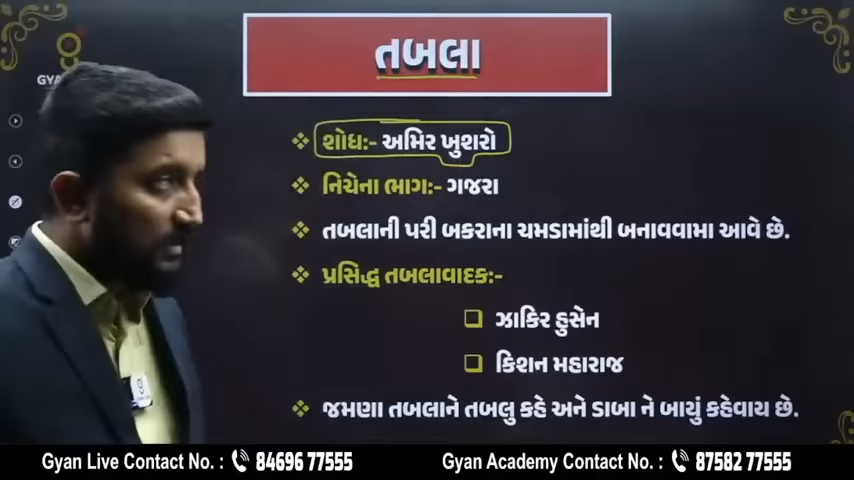 GYA
તબલા
શોધ:- અમિર ખુશરો
નિચેના ભાગ:- ગજરા
તબલાની પરી બકરાના ચમડામાંથી બનાવવામા આવે છે.
પ્રસિદ્ધ તબલાવાદક:-
ઝાકિર હુસેન
કિશન મહારાજ
જમણા તબલાને તબલુ કહે અને ડાબા ને બાયું કહેવાય છે.
Gyan Live Contact No. : 84696 77555
Gyan Academy Contact No. : 87582 77555